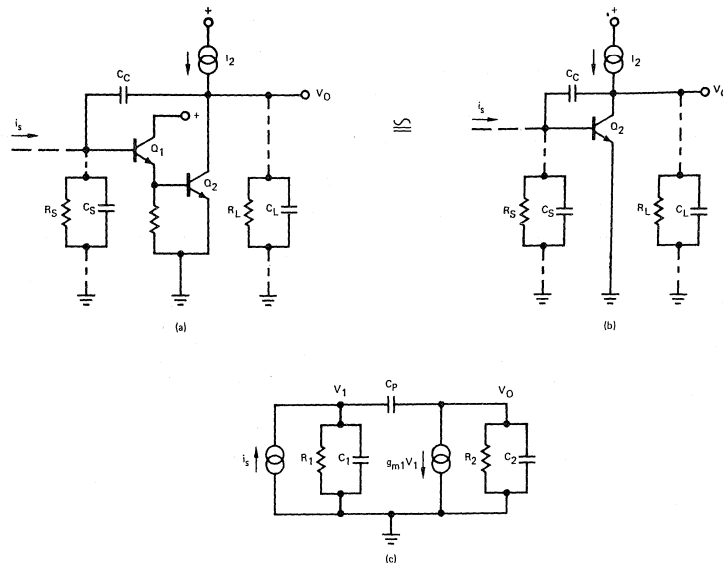 +
I2
CC
VO
is
+
Q1
Q2
RS
CS
RL
CL
(a)
≅
+
I2
CC
is
Q2
RS
CS
RL
CL
(b)
V1
CP
VO
is
R1
C1
gm1V1
R2
C2
(c)